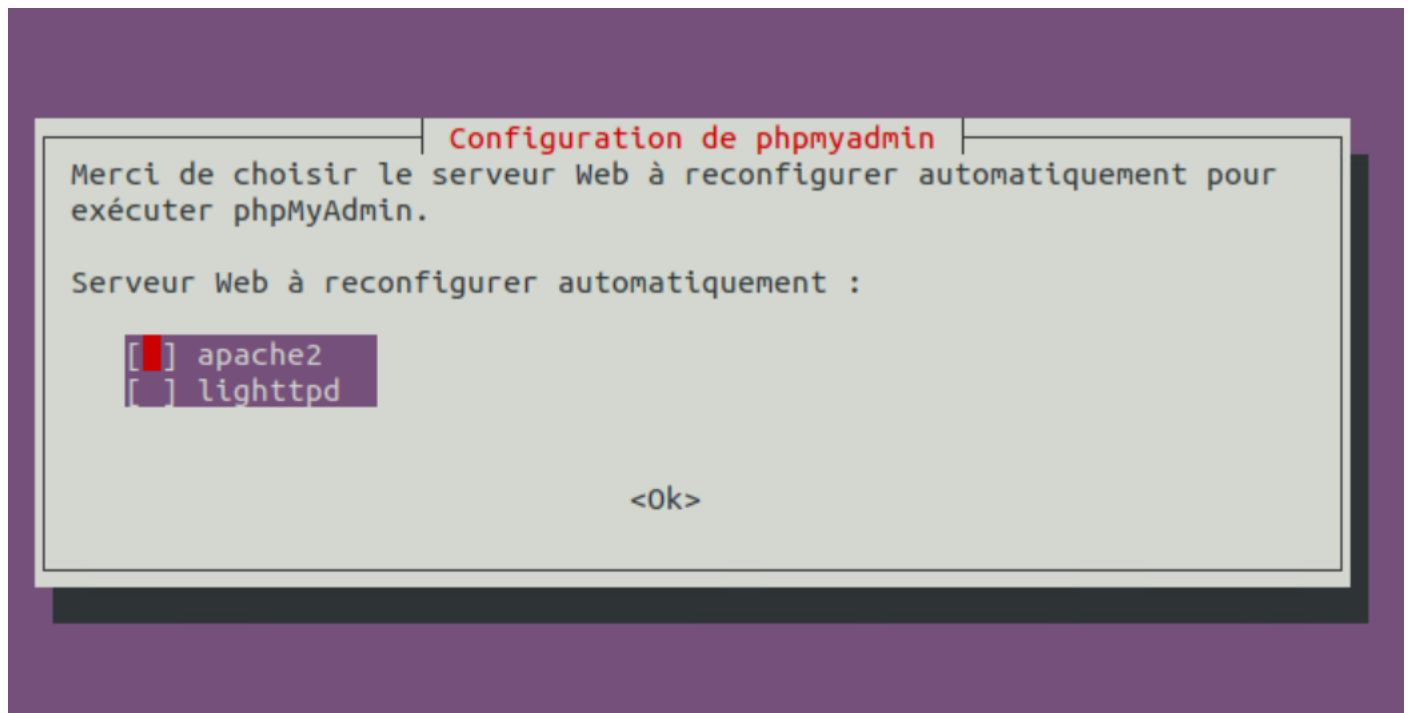 Configuration de phpmyadmin
Merci de choisir le serveur Web à reconfigurer automatiquement pour
exécuter phpMyAdmin.
Serveur Web à reconfigurer automatiquement :
[ ] apache2
[ ] lighttpd
<Ok>